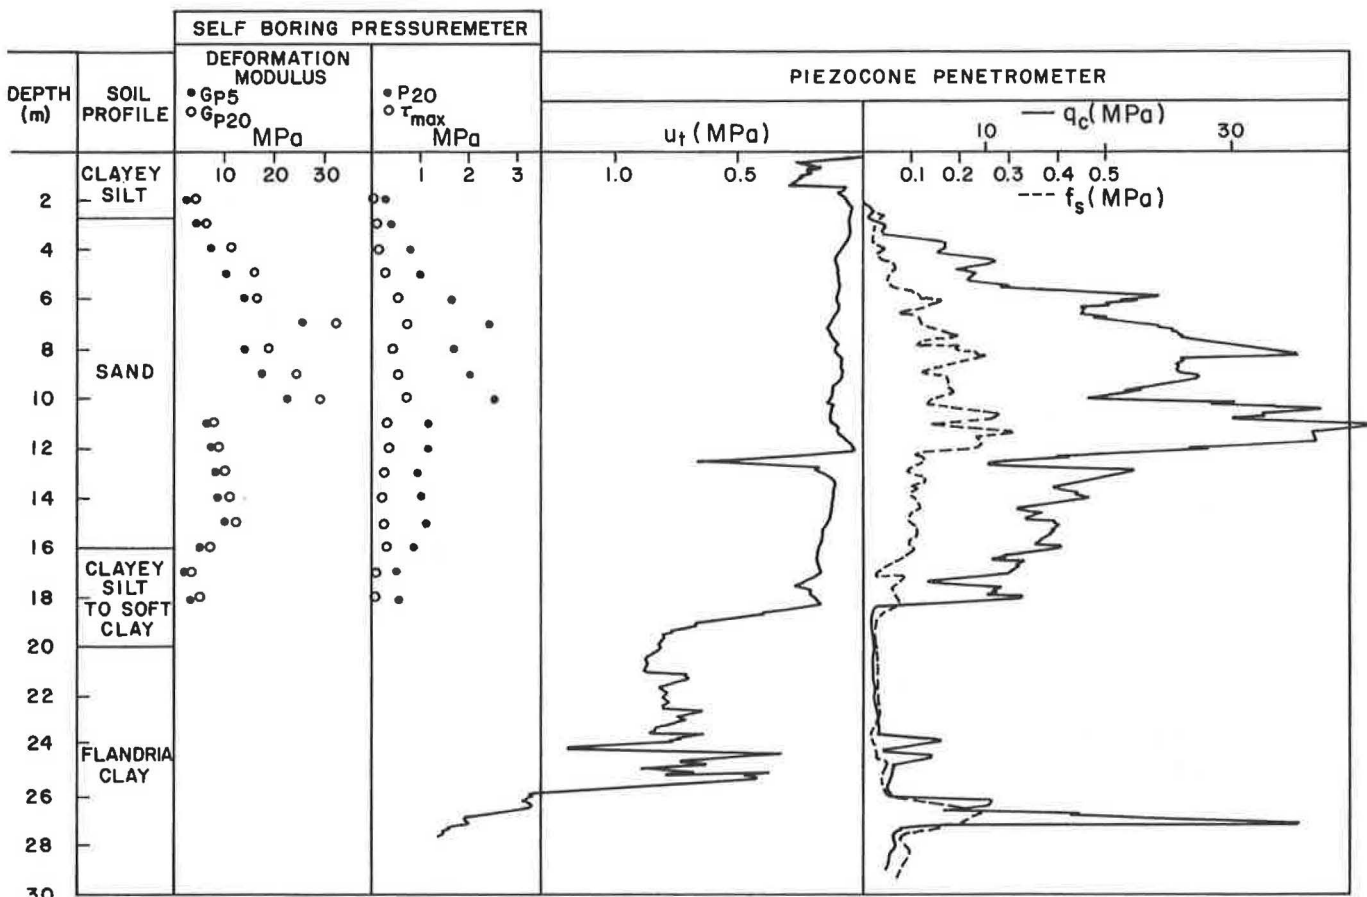 SELF BORING PRESSUREMETER
DEPTH
(m)
SOIL
PROFILE
DEFORMATION
MODULUS
• GP5
o GP20
MPa
• P20
o τmax
MPa
PIEZOCONE PENETROMETER
ut (MPa)
— qc (MPa)
10 30
10 20 30
1 2 3
1.0 0.5
0.1 0.2 0.3 0.4 0.5
--- fs (MPa)
CLAYEY
SILT
2
4
6
8
SAND
10
12
14
16
CLAYEY
SILT
TO SOFT
CLAY
18
20
22
24
FLANDRIA
CLAY
26
28
30